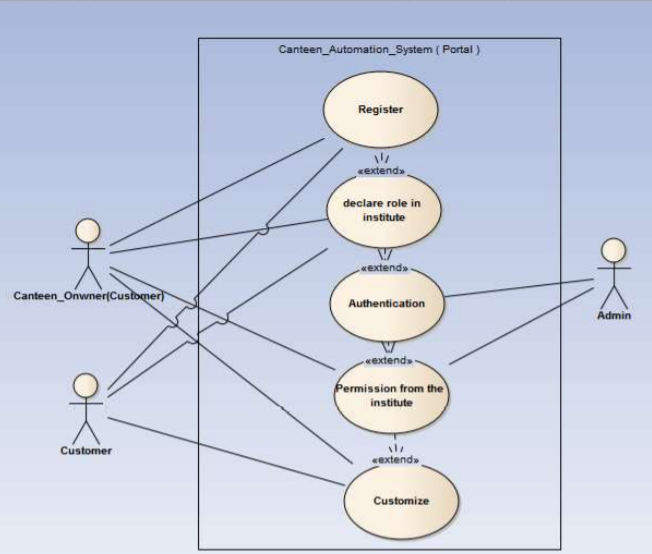 Canteen_Automation_System ( Portal )
Register
«extend»
declare role in
institute
«extend»
Canteen_Onwner(Customer)
Authentication
Admin
«extend»
Permission from the
institute
Customer
«extend»
Customize